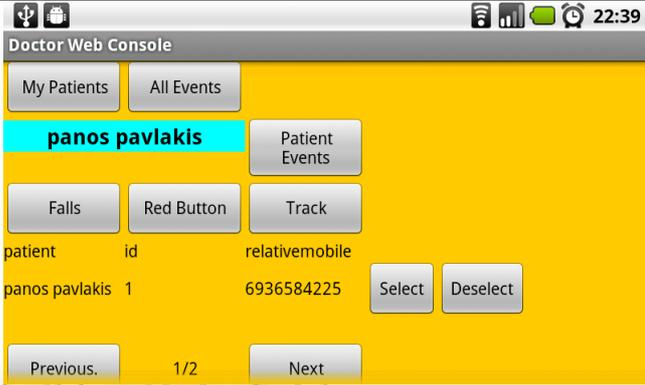 22:39
Doctor Web Console
My Patients All Events
panos pavlakis
Patient
Events
Falls Red Button Track
patient id relativemobile
panos pavlakis 1 6936584225 Select Deselect
Previous. 1/2 Next